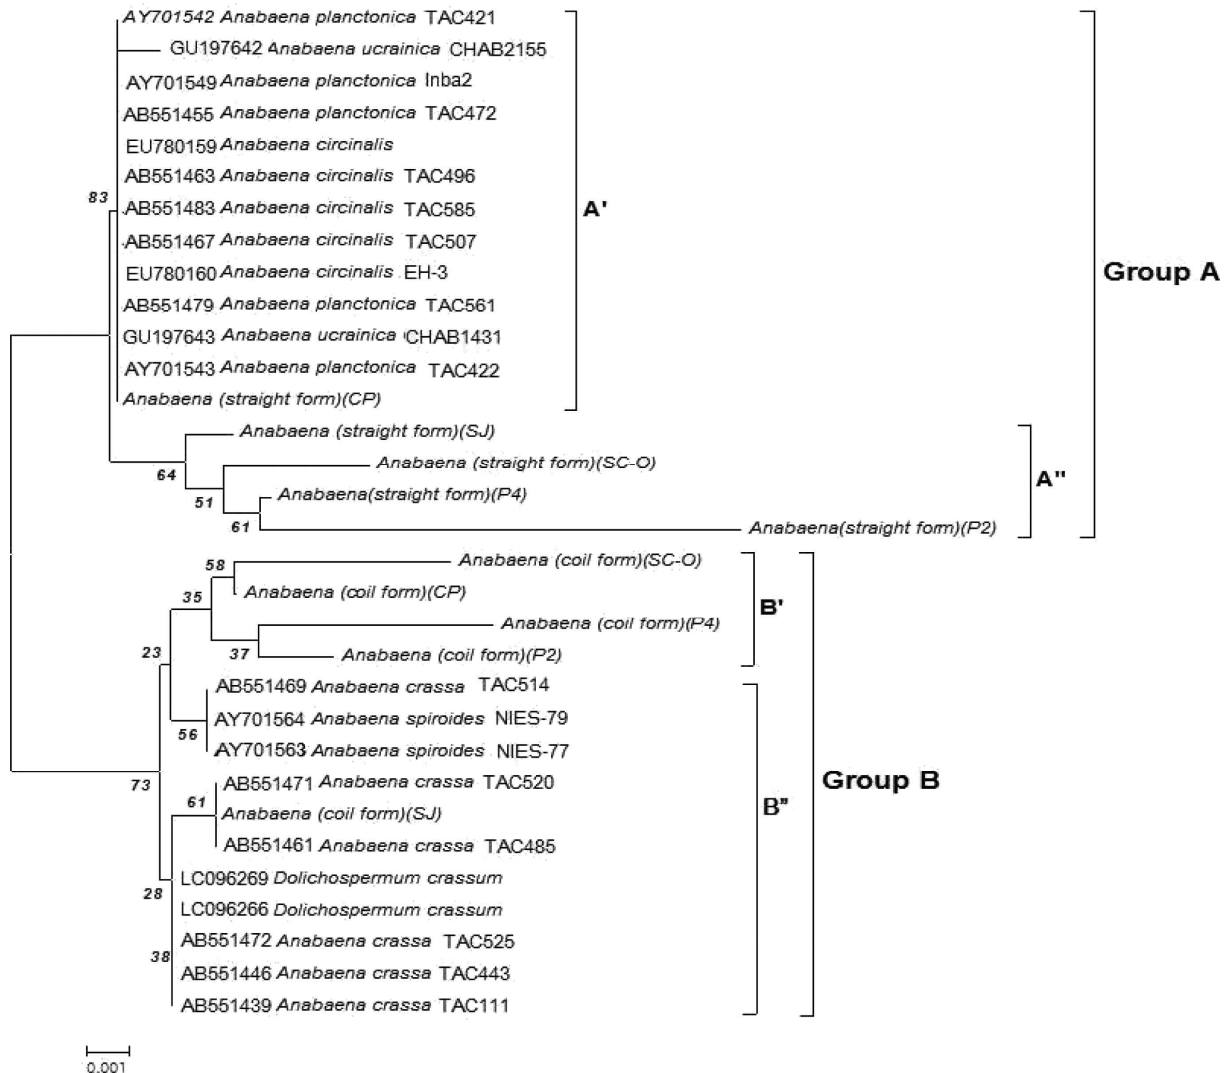 AY701542 Anabaena planctonica TAC421
GU197642 Anabaena ucrainica CHAB2155
AY701549 Anabaena planctonica Inba2
AB551455 Anabaena planctonica TAC472
EU780159 Anabaena circinalis
AB551463 Anabaena circinalis TAC496
83
AB551483 Anabaena circinalis TAC585
A'
AB551467 Anabaena circinalis TAC507
EU780160 Anabaena circinalis EH-3
Group A
AB551479 Anabaena planctonica TAC561
GU197643 Anabaena ucrainica CHAB1431
AY701543 Anabaena planctonica TAC422
Anabaena (straight form)(CP)
Anabaena (straight form)(SJ)
64
Anabaena (straight form)(SC-O)
A"
51
Anabaena(straight form)(P4)
61
Anabaena(straight form)(P2)
58
Anabaena (coil form)(SC-O)
35
Anabaena (coil form)(CP)
B'
Anabaena (coil form)(P4)
23
37
Anabaena (coil form)(P2)
AB551469 Anabaena crassa TAC514
AY701564 Anabaena spiroides NIES-79
56
AY701563 Anabaena spiroides NIES-77
73
AB551471 Anabaena crassa TAC520
Group B
61
Anabaena (coil form)(SJ)
B"
AB551461 Anabaena crassa TAC485
LC096269 Dolichospermum crassum
28
LC096266 Dolichospermum crassum
AB551472 Anabaena crassa TAC525
38
AB551446 Anabaena crassa TAC443
AB551439 Anabaena crassa TAC111
0.001